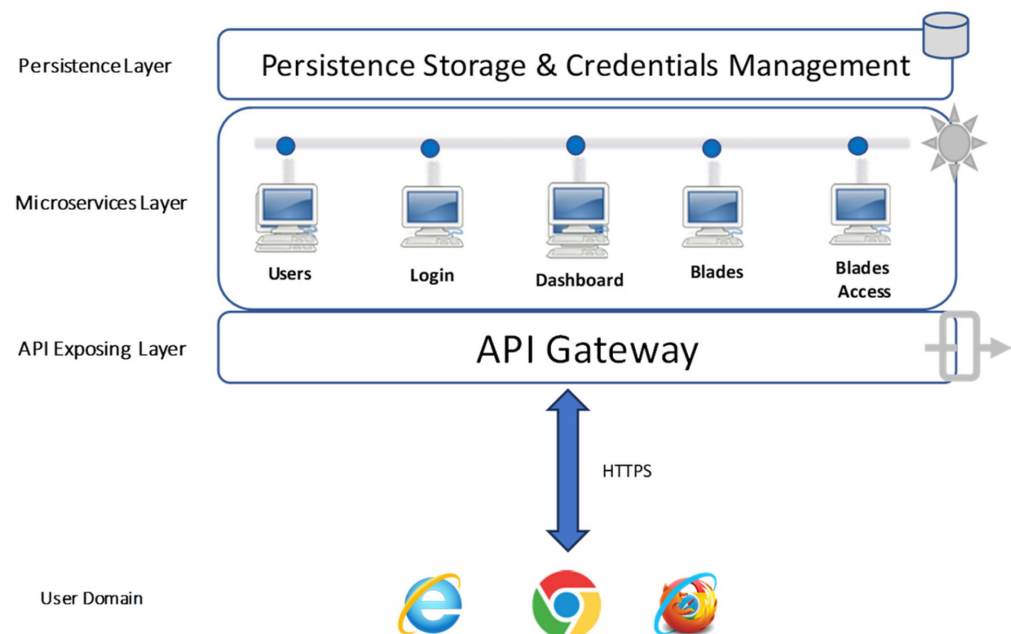 Persistence Layer
Persistence Storage & Credentials Management
Microservices Layer
Users
Login
Dashboard
Blades
Blades
Access
API Exposing Layer
API Gateway
HTTPS
User Domain